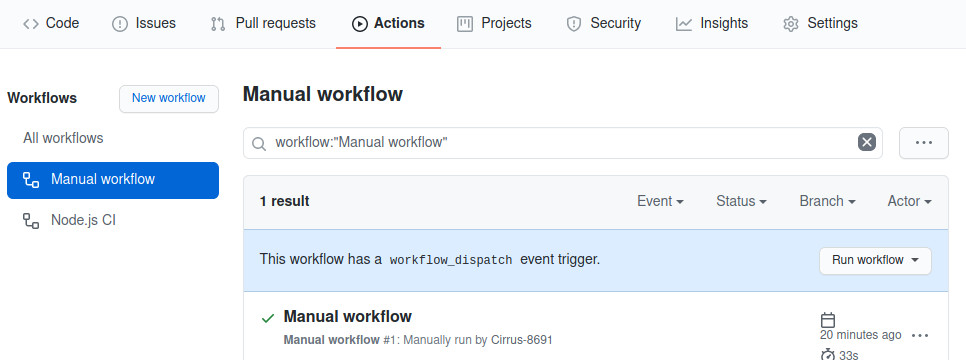 Code Issues Pull requests Actions Projects Security Insights Settings
Workflows New workflow
All workflows
Manual workflow
Node.js CI
Manual workflow
workflow:"Manual workflow"
1 result Event Status Branch Actor
This workflow has a workflow_dispatch event trigger. Run workflow
Manual workflow
Manual workflow #1: Manually run by Cirrus-8691
20 minutes ago
33s